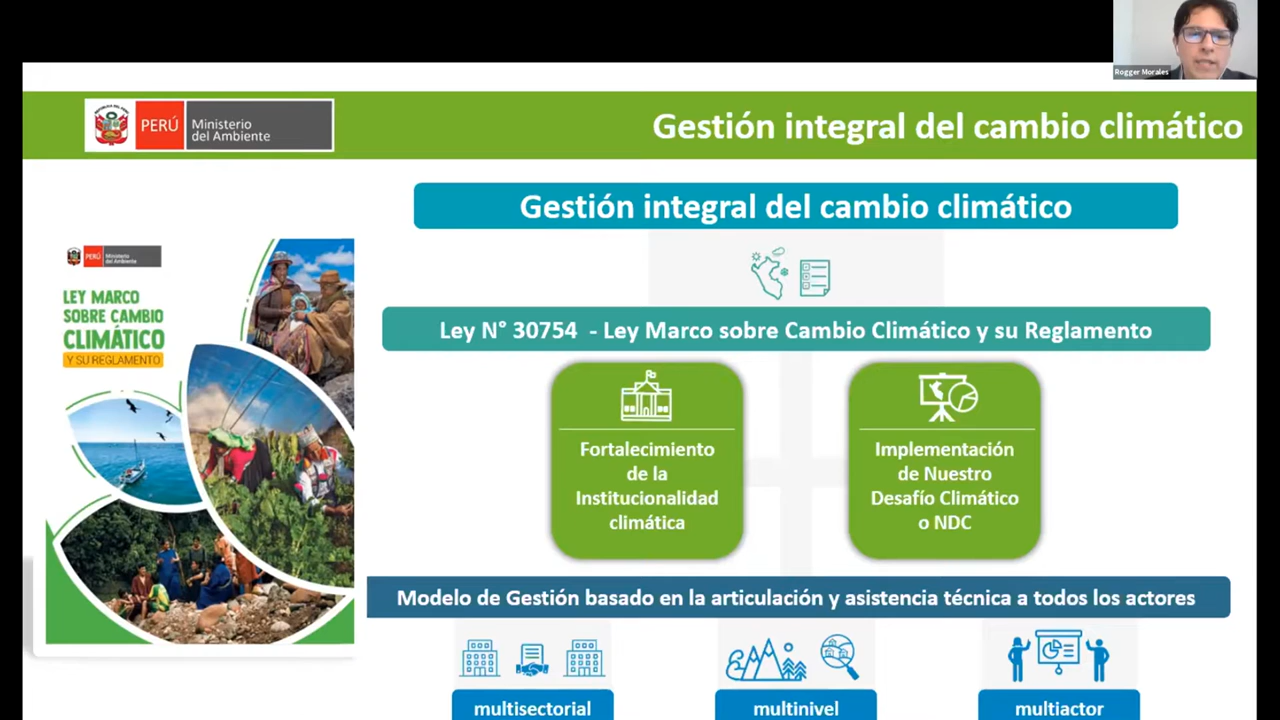 Rogger Morales
PERÚ
Ministerio
del Ambiente
Gestión integral del cambio climático
Gestión integral del cambio climático
PERÚ
Ministerio
del Ambiente
LEY MARCO
SOBRE CAMBIO
CLIMÁTICO
Y SU REGLAMENTO
Ley N° 30754 - Ley Marco sobre Cambio Climático y su Reglamento
Fortalecimiento
de la
Institucionalidad
climática
Implementación
de Nuestro
Desafío Climático
o NDC
Modelo de Gestión basado en la articulación y asistencia técnica a todos los actores
multisectorial
multinivel
multiactor